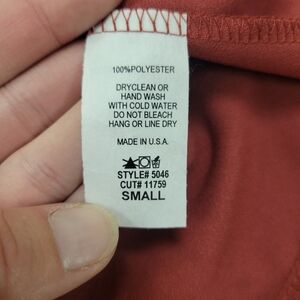 100% POLYESTER
DRYCLEAN OR
HAND WASH
WITH COLD WATER
DO NOT BLEACH
HANG OR LINE DRY
MADE IN U.S.A.
STYLE# 5046
CUT# 11759
SMALL